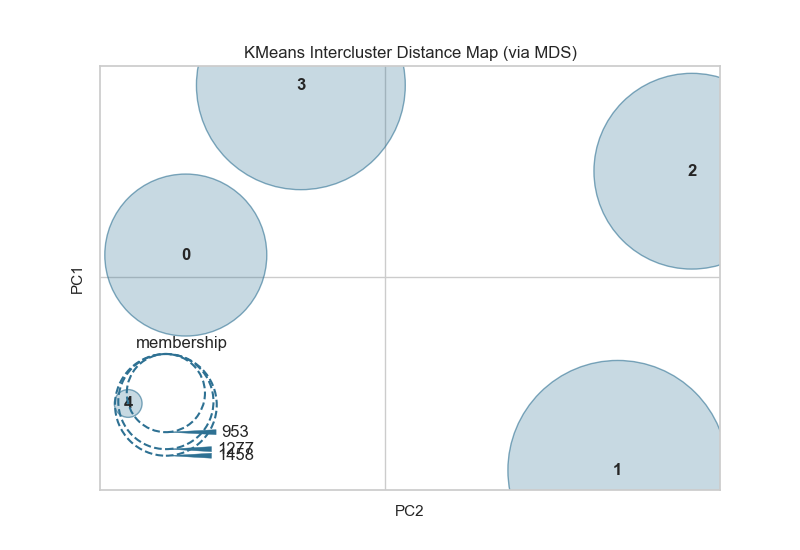 KMeans Intercluster Distance Map (via MDS)
3
2
0
PC1
membership
4
953
1277
1458
1
PC2